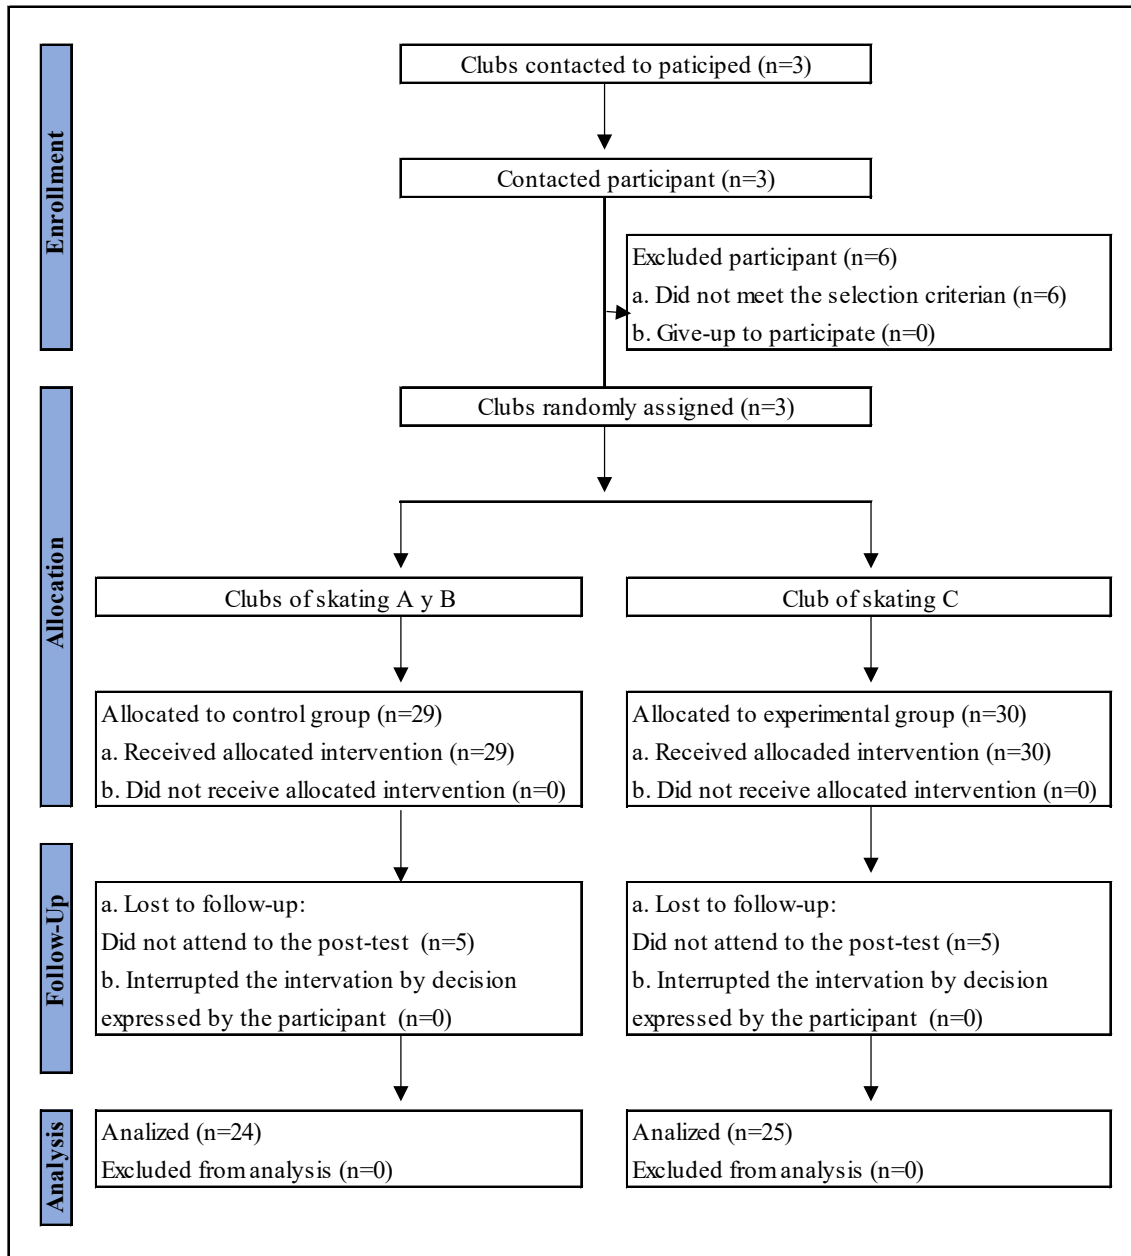 Enrollment
Clubs contacted to paticiped (n=3)
Contacted participant (n=3)
Excluded participant (n=6)
a. Did not meet the selection criterian (n=6)
b. Give-up to participate (n=0)
Allocation
Clubs randomly assigned (n=3)
Clubs of skating A y B
Club of skating C
Allocated to control group (n=29)
a. Received allocated intervention (n=29)
b. Did not receive allocated intervention (n=0)
Allocated to experimental group (n=30)
a. Received allocaded intervention (n=30)
b. Did not receive allocated intervention (n=0)
Follow-Up
a. Lost to follow-up:
Did not attend to the post-test (n=5)
b. Interrupted the intervation by decision
expressed by the participant (n=0)
a. Lost to follow-up:
Did not attend to the post-test (n=5)
b. Interrupted the intervation by decision
expressed by the participant (n=0)
Analysis
Analized (n=24)
Excluded from analysis (n=0)
Analized (n=25)
Excluded from analysis (n=0)